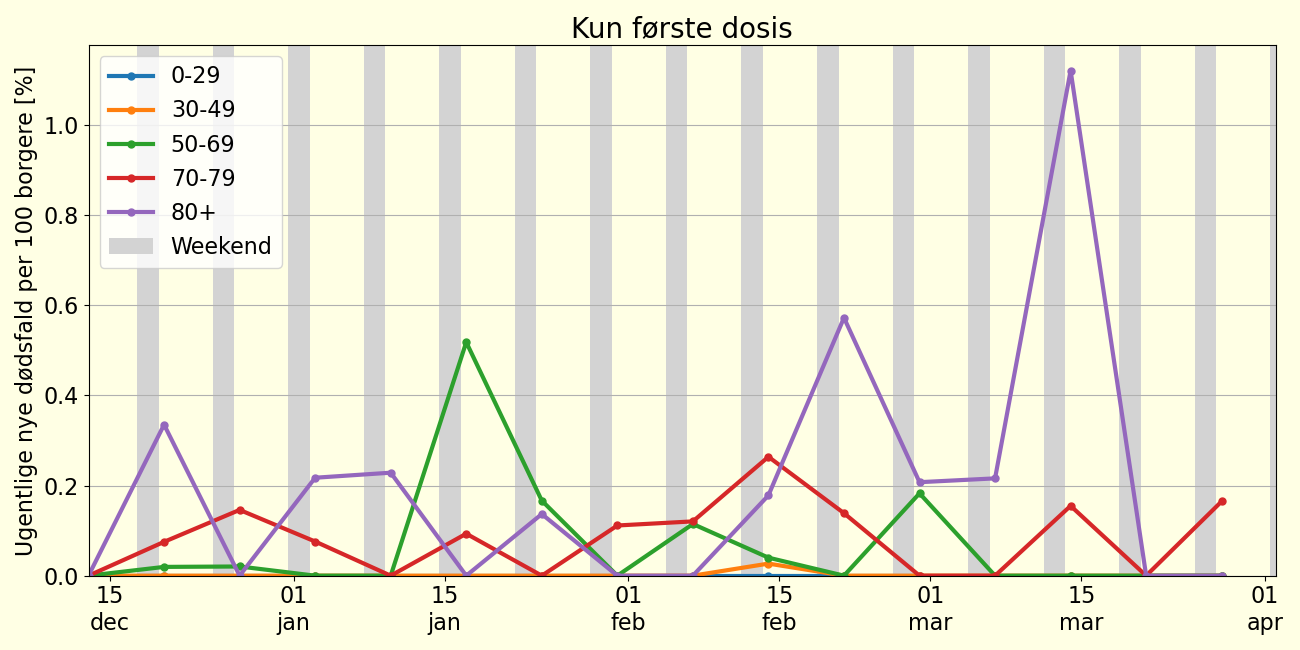 Kun første dosis
Ugentlige nye dødsfald per 100 borgere [%]
1.0
0.8
0.6
0.4
0.2
0.0
0-29
30-49
50-69
70-79
80+
Weekend
15 01 15 01 15 01 15 01
dec jan jan feb feb mar mar apr